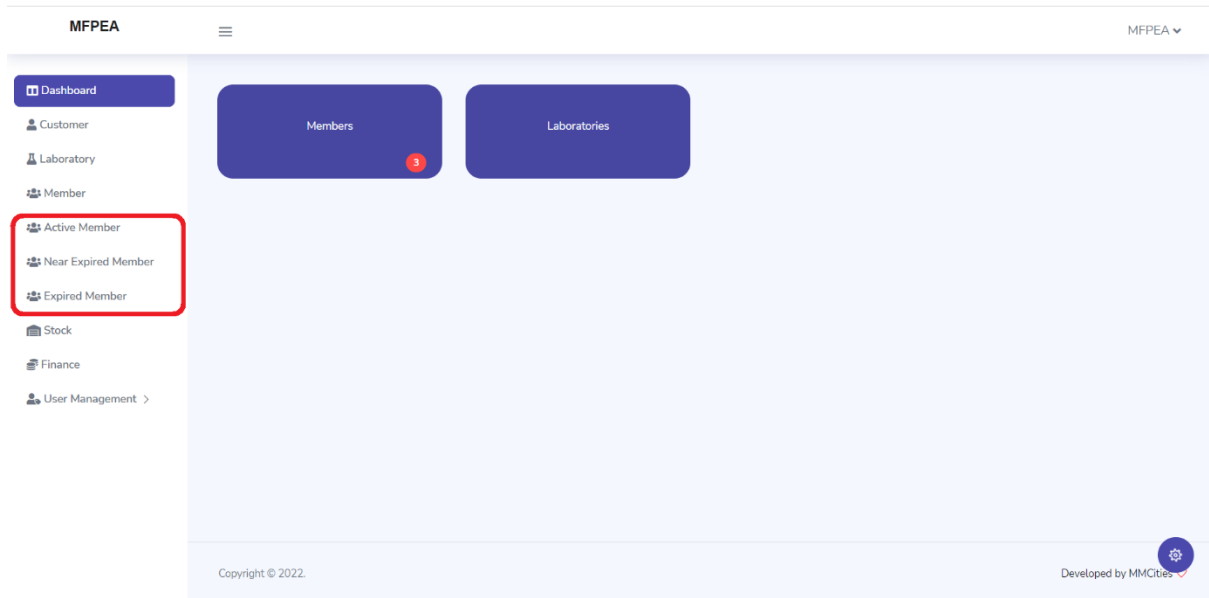 MFPEA
MFPEA
Dashboard
Customer
Laboratory
Member
Active Member
Near Expired Member
Expired Member
Stock
Finance
User Management
Members
3
Laboratories
Copyright © 2022.
Developed by MMCities